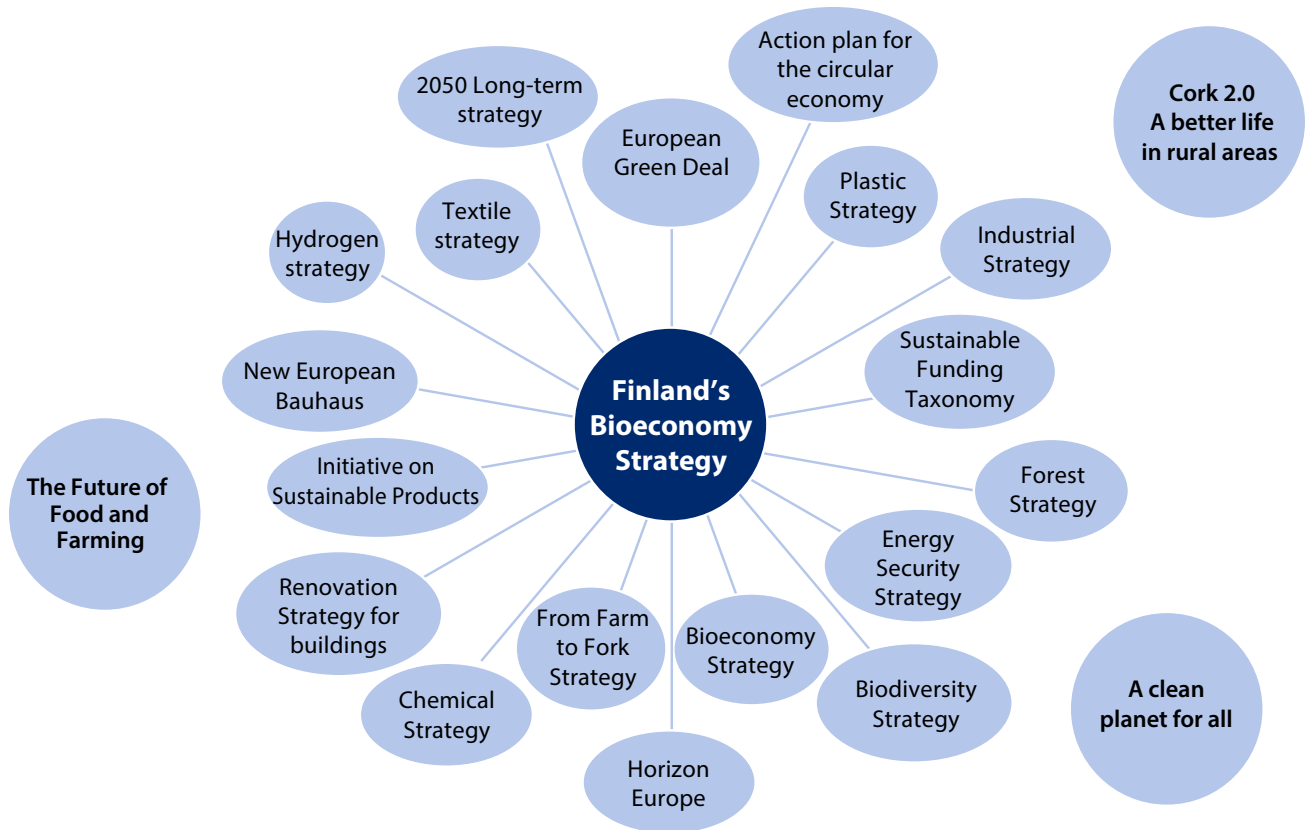 Action plan for
the circular
economy
2050 Long-term
strategy
European
Green Deal
Cork 2.0
A better life
in rural areas
Plastic
Strategy
Textile
strategy
Hydrogen
strategy
Industrial
Strategy
Sustainable
Funding
Taxonomy
New European
Bauhaus
Finland's
Bioeconomy
Strategy
Initiative on
Sustainable Products
Forest
Strategy
The Future of
Food and
Farming
Energy
Security
Strategy
Renovation
Strategy for
buildings
From Farm
to Fork
Strategy
Bioeconomy
Strategy
Biodiversity
Strategy
A clean
planet for all
Chemical
Strategy
Horizon
Europe